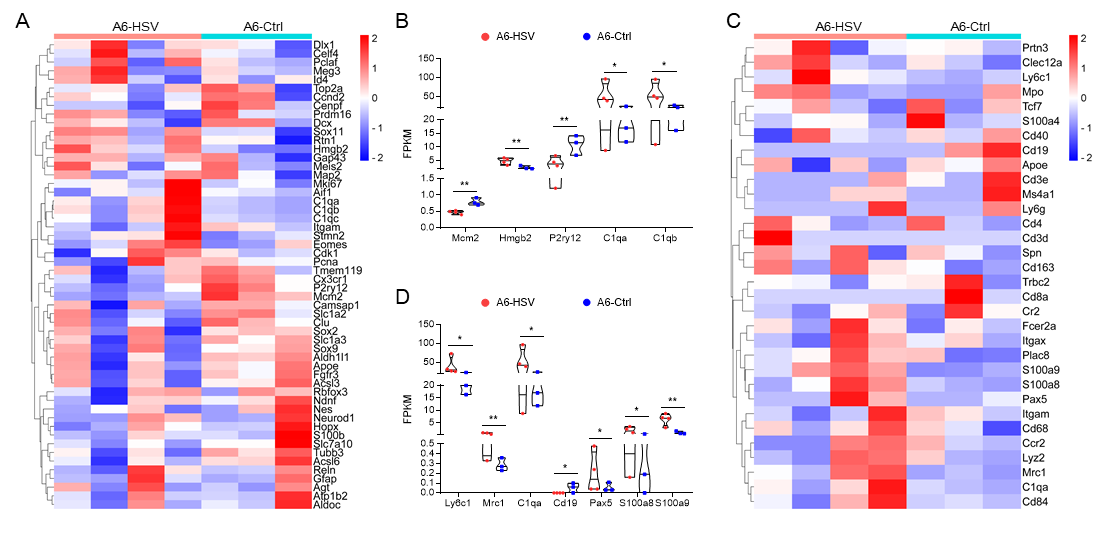 A
A6-HSV
A6-Ctrl
Dlx1
Celf4
Pclaf
Meg3
Id4
Top2a
Ccnd2
Cenpf
Prdm16
Dcx
Sox11
Rtn1
Hmgb2
Gap43
Meis2
Map2
Mki67
Aif1
C1qa
C1qb
C1qc
Itgam
Stmn2
Eomes
Cdk1
Pcna
Tmem119
Cx3cr1
P2ry12
Mcm2
Camsap1
Slc1a2
Clu
Sox2
Slc1a3
Sox9
Aldh1l1
Apoe
Fgfr3
Acsl3
Rbfox3
Ndnf
Nes
Neurod1
Hopx
S100b
Slc7a10
Tubb3
Acsl6
Reln
Gfap
Agt
Atp1b2
Aldoc
2
1
0
- 1
- 2
B
A6-HSV
A6-Ctrl
FPKM
150
100
50
20
15
10
5
1.5
1.0
0.5
0.0
**
**
**
*
*
Mcm2
Hmgb2
P2ry12
C1qa
C1qb
D
A6-HSV
A6-Ctrl
FPKM
150
100
50
20
15
10
5
0.5
0.4
0.3
0.2
0.1
0.0
*
**
*
*
*
*
**
Ly6c1
Mrc1
C1qa
Cd19
Pax5
S100a8
S100a9
C
A6-HSV
A6-Ctrl
Prtn3
Clec12a
Ly6c1
Mpo
Tcf7
S100a4
Cd40
Cd19
Apoe
Cd3e
Ms4a1
Ly6g
Cd4
Cd3d
Spn
Cd163
Trbc2
Cd8a
Cr2
Fcer2a
Itgax
Plac8
S100a9
S100a8
Pax5
Itgam
Cd68
Ccr2
Lyz2
Mrc1
C1qa
Cd84
2
1
0
- 1
- 2